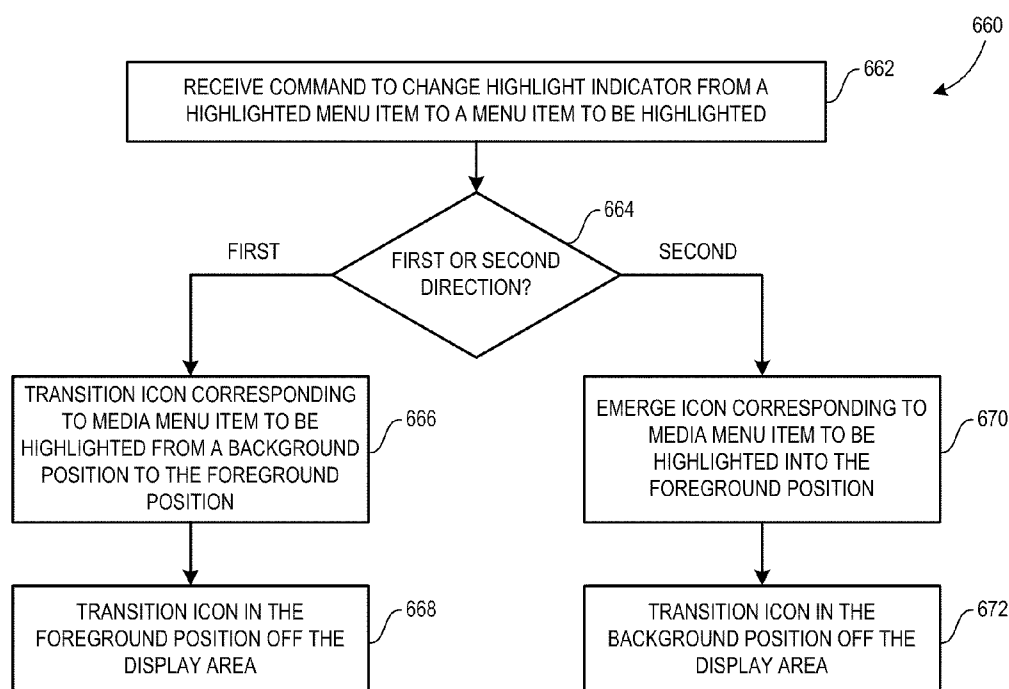 660
RECEIVE COMMAND TO CHANGE HIGHLIGHT INDICATOR FROM A
HIGHLIGHTED MENU ITEM TO A MENU ITEM TO BE HIGHLIGHTED
662
FIRST OR SECOND
DIRECTION?
664
FIRST
SECOND
TRANSITION ICON CORRESPONDING
TO MEDIA MENU ITEM TO BE
HIGHLIGHTED FROM A BACKGROUND
POSITION TO THE FOREGROUND
POSITION
666
EMERGE ICON CORRESPONDING TO
MEDIA MENU ITEM TO BE
HIGHLIGHTED INTO THE
FOREGROUND POSITION
670
TRANSITION ICON IN THE
FOREGROUND POSITION OFF THE
DISPLAY AREA
668
TRANSITION ICON IN THE
BACKGROUND POSITION OFF THE
DISPLAY AREA
672